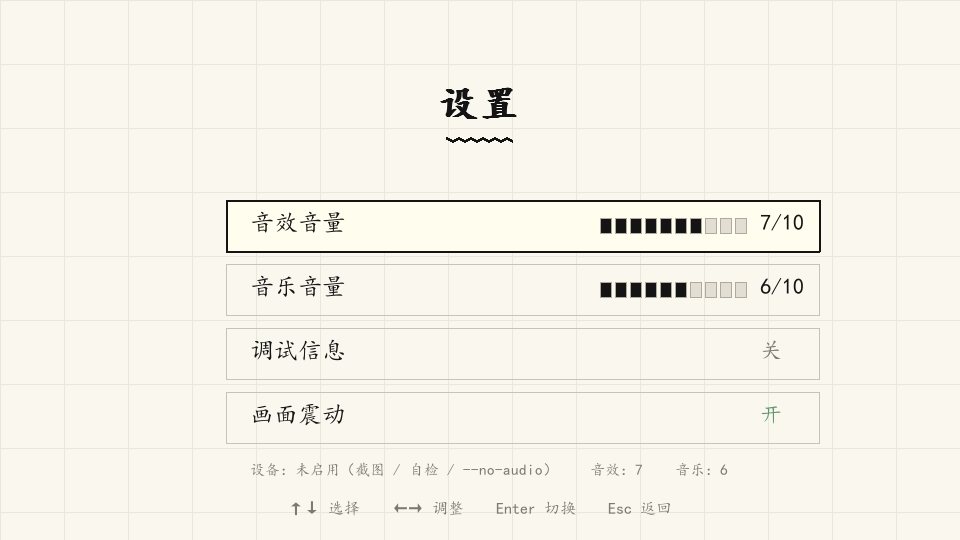 设置
音效音量 7/10
音乐音量 6/10
调试信息 关
画面震动 开
设备: 未启用（截图 / 自检 / --no-audio） 音效: 7 音乐: 6
↑↓ 选择 ←→ 调整 Enter 切换 Esc 返回